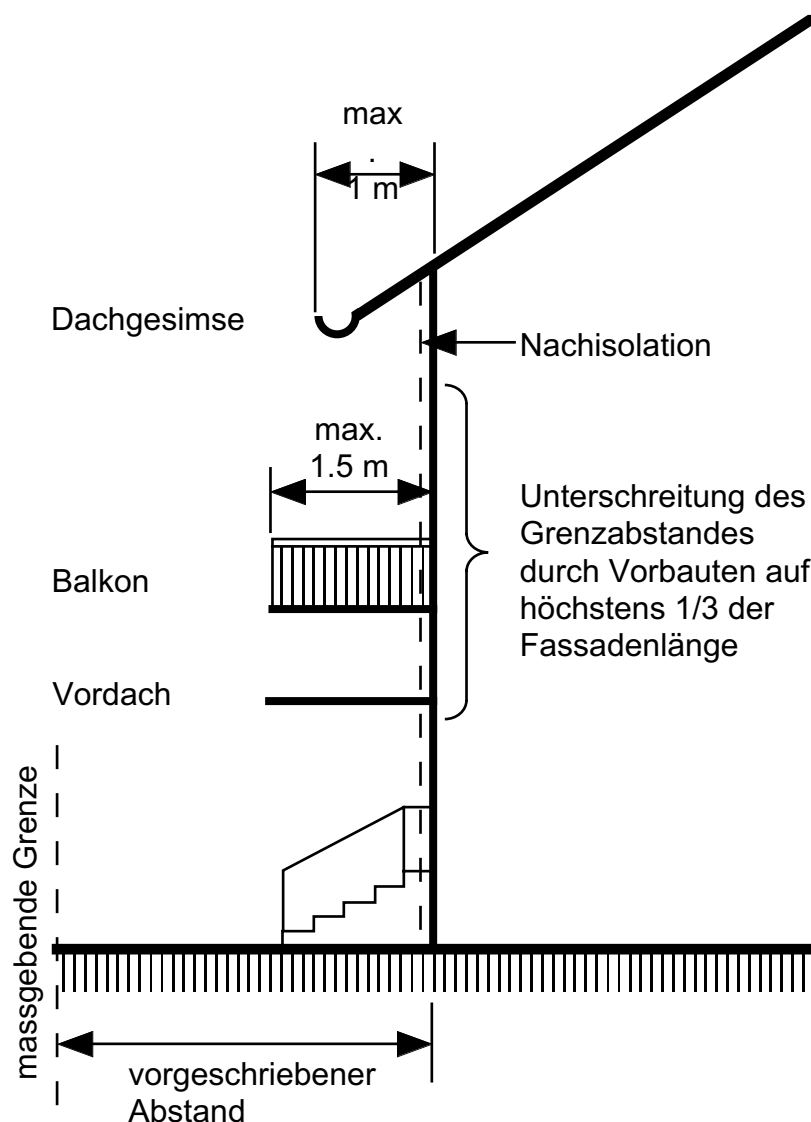 max
.
1 m
Dachgesimse
Nachisolation
max.
1.5 m
Unterschreitung des
Grenzabstandes
durch Vorbauten auf
höchstens 1/3 der
Fassadenlänge
Balkon
Vordach
massgebende Grenze
vorgeschriebener
Abstand